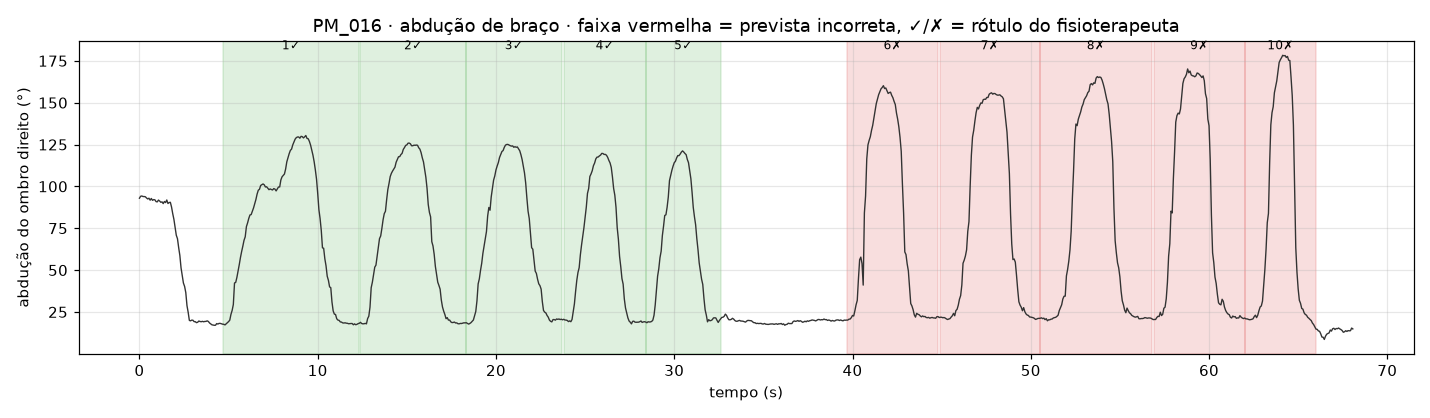 PM_016 · abdução de braço · faixa vermelha = prevista incorreta, ✓/✗ = rótulo do fisioterapeuta
1✓ 2✓ 3✓ 4✓ 5✓ 6✗ 7✗ 8✗ 9✗ 10✗
abdução do ombro direito (°)
175
150
125
100
75
50
25
0 10 20 30 40 50 60 70
tempo (s)